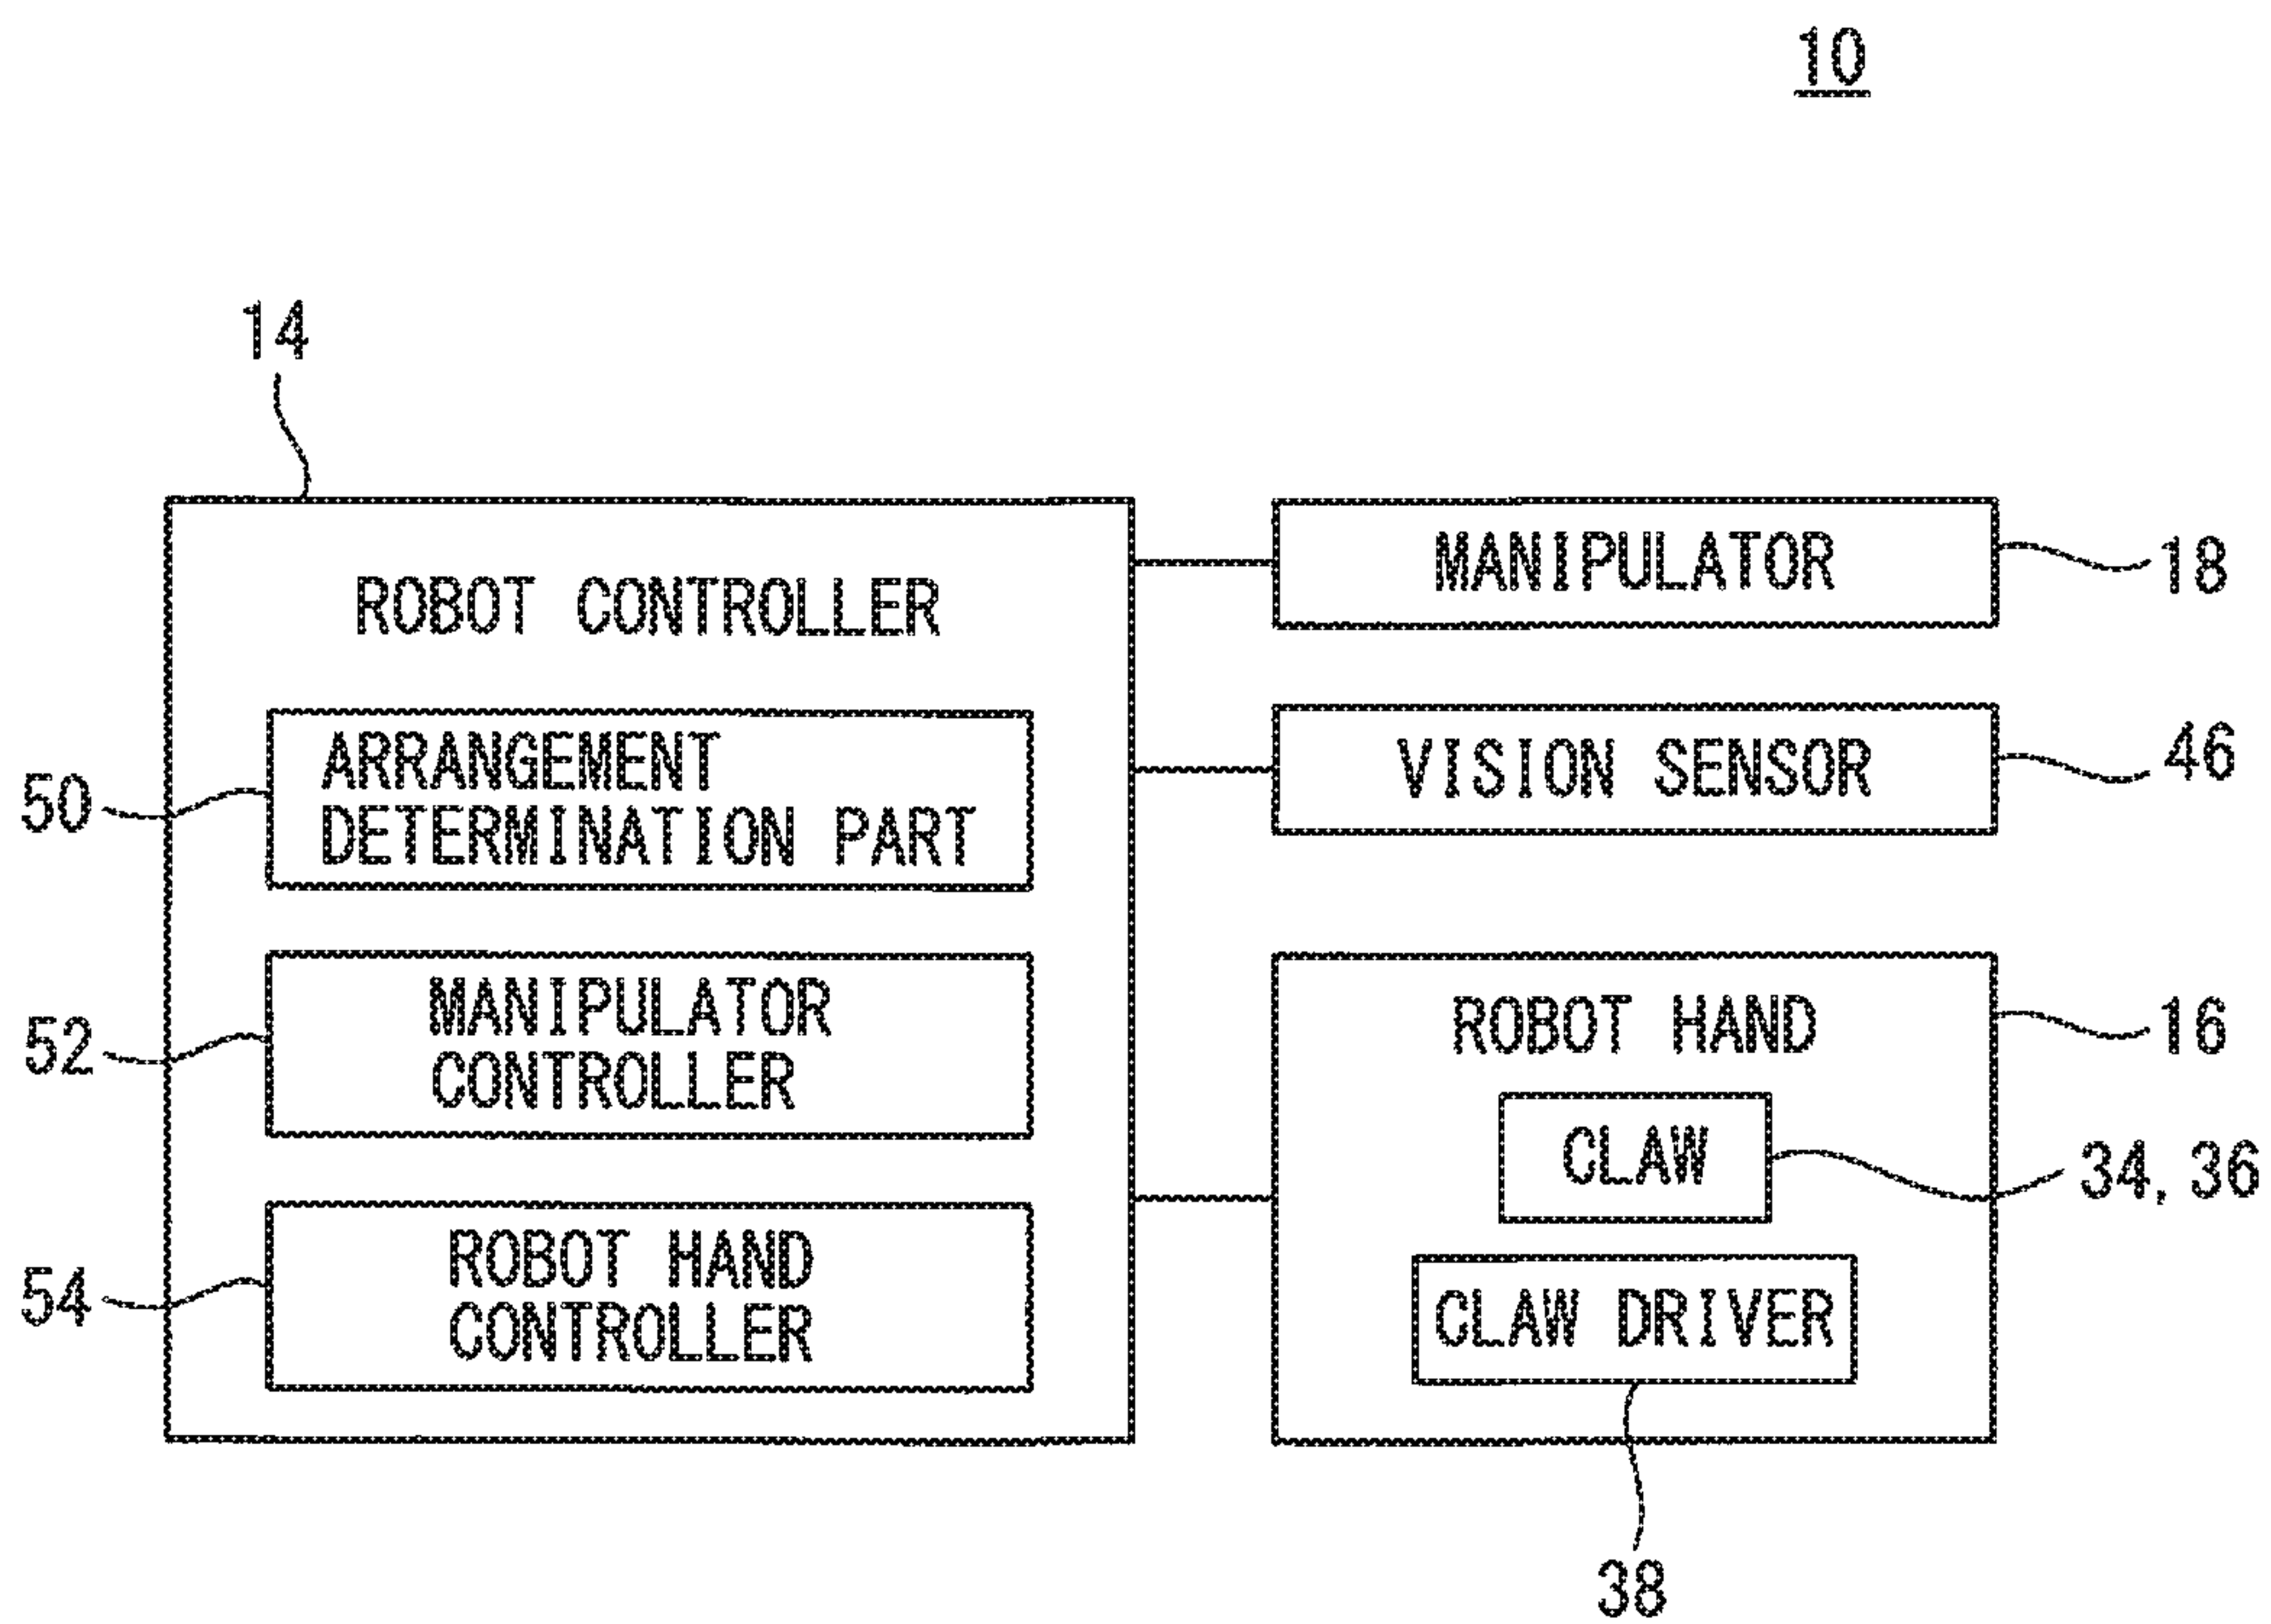 10
14
ROBOT CONTROLLER
MANIPULATOR
18
ARRANGEMENT
DETERMINATION PART
50
VISION SENSOR
46
MANIPULATOR
CONTROLLER
52
ROBOT HAND
16
CLAW
34, 36
ROBOT HAND
CONTROLLER
54
CLAW DRIVER
38